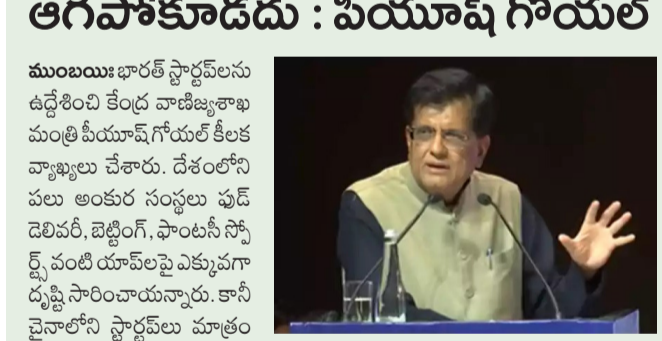 ఆగిపోకూడదు : పీయూష్ గోయల్
ముంబయి: భారత్ స్టార్టప్‌లను
ఉద్దేశించి కేంద్ర వాణిజ్యశాఖ
మంత్రి పీయూష్ గోయల్ కీలక
వ్యాఖ్యలు చేశారు. దేశంలోని
పలు అంకుర సంస్థలు ఫుడ్
డెలివరీ, బెట్టింగ్, ఫాంటసీ స్పో
ర్ట్స్ వంటి యాప్‌లపై ఎక్కువగా
దృష్టి సారించాయన్నారు. కానీ
చైనాలోని స్టార్టప్‌లు మాత్రం